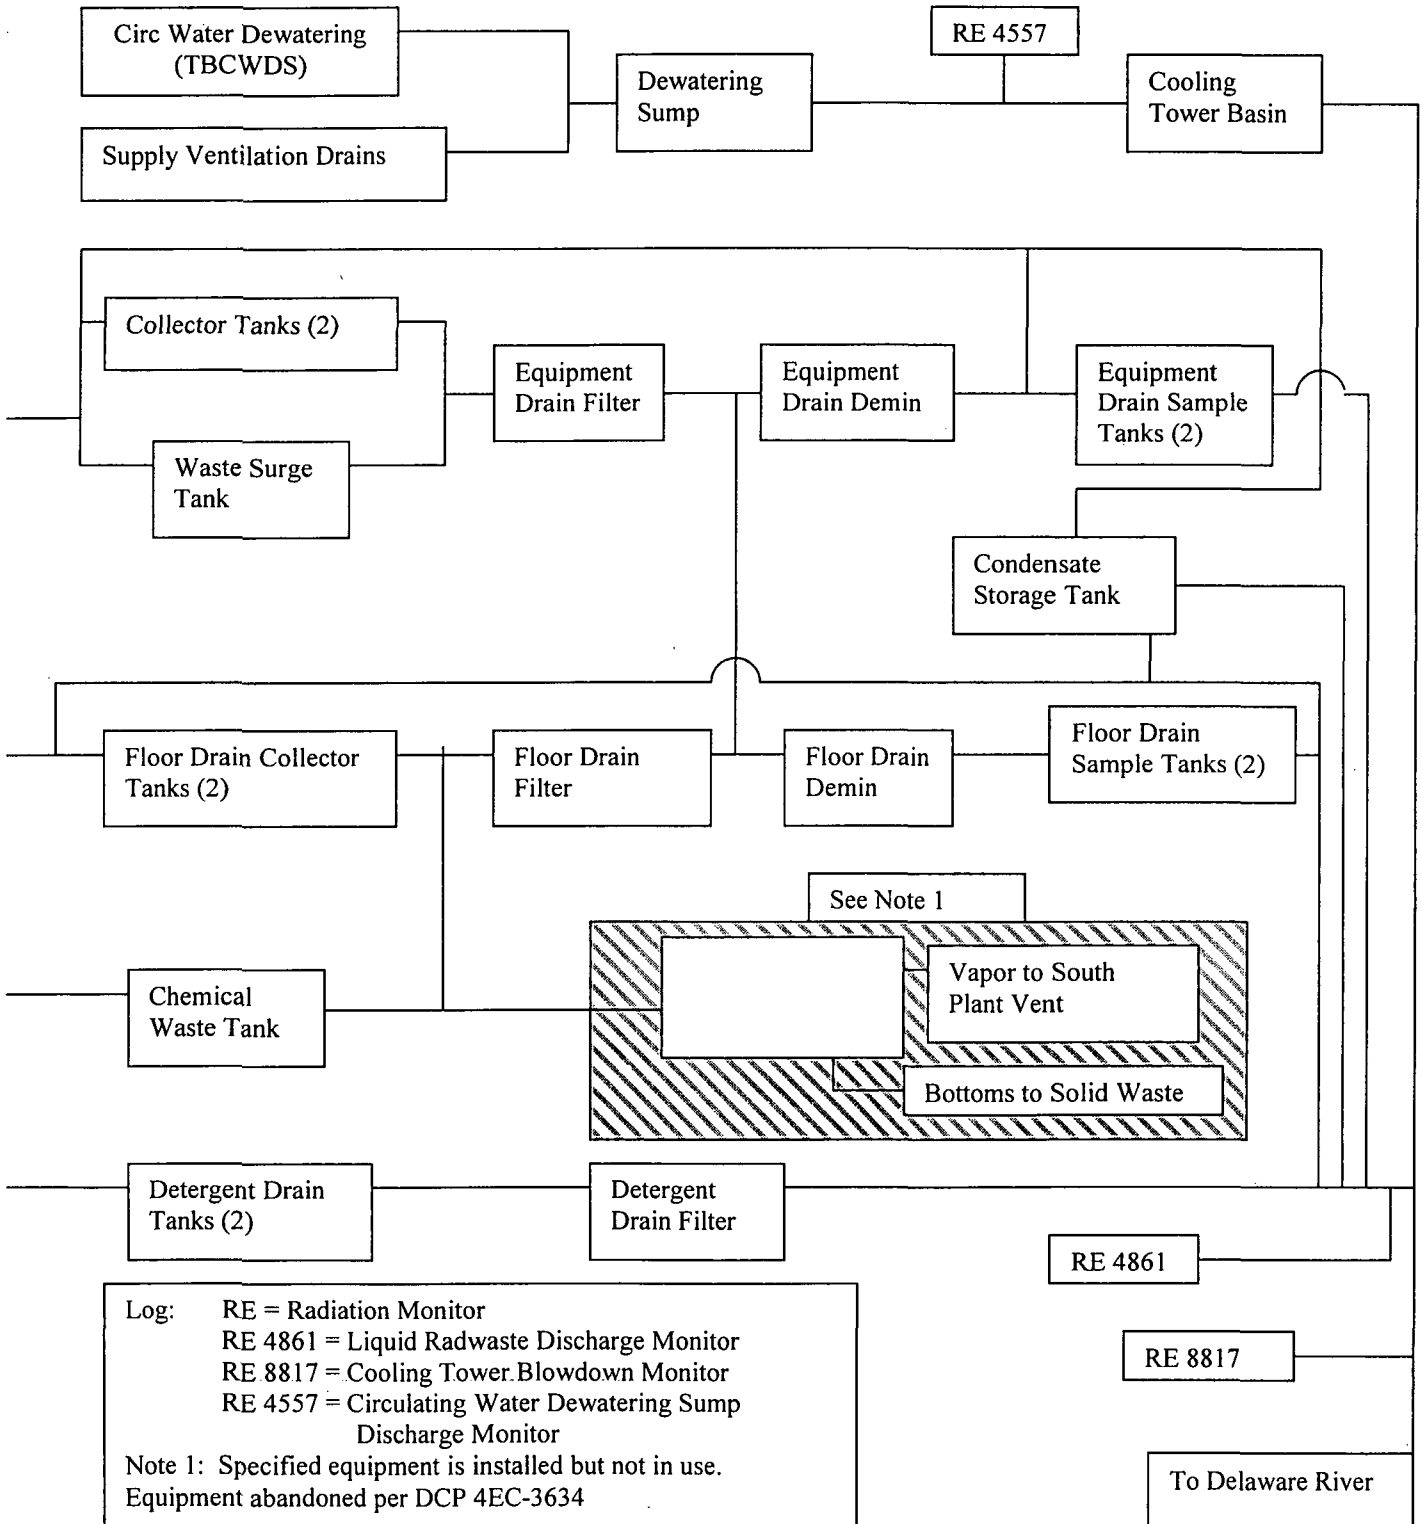 Circ Water Dewatering
(TBCWDS)
RE 4557
Dewatering
Sump
Cooling
Tower Basin
Supply Ventilation Drains
Collector Tanks (2)
Equipment
Drain Filter
Equipment
Drain Demin
Equipment
Drain Sample
Tanks (2)
Waste Surge
Tank
Condensate
Storage Tank
Floor Drain Collector
Tanks (2)
Floor Drain
Filter
Floor Drain
Demin
Floor Drain
Sample Tanks (2)
See Note 1
Chemical
Waste Tank
Vapor to South
Plant Vent
Bottoms to Solid Waste
Detergent Drain
Tanks (2)
Detergent
Drain Filter
RE 4861
RE 8817
To Delaware River
Log: RE = Radiation Monitor
RE 4861 = Liquid Radwaste Discharge Monitor
RE 8817 = Cooling Tower Blowdown Monitor
RE 4557 = Circulating Water Dewatering Sump
Discharge Monitor
Note 1: Specified equipment is installed but not in use.
Equipment abandoned per DCP 4EC-3634